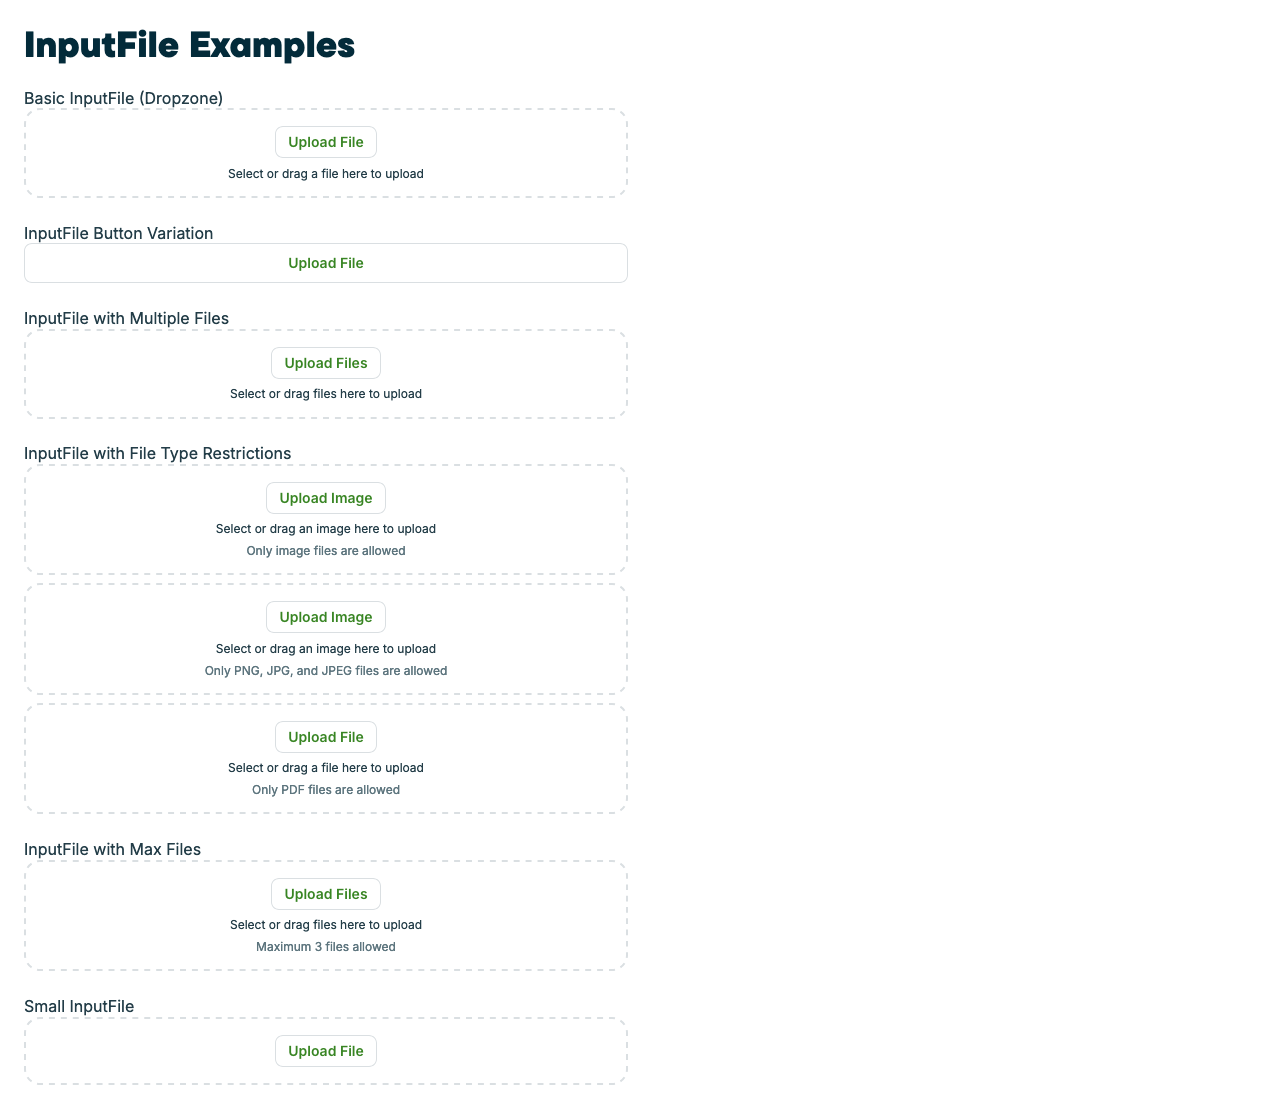 InputFile Examples
Basic InputFile (Dropzone)
Upload File
Select or drag a file here to upload
InputFile Button Variation
Upload File
InputFile with Multiple Files
Upload Files
Select or drag files here to upload
InputFile with File Type Restrictions
Upload Image
Select or drag an image here to upload
Only image files are allowed
Upload Image
Select or drag an image here to upload
Only PNG, JPG, and JPEG files are allowed
Upload File
Select or drag a file here to upload
Only PDF files are allowed
InputFile with Max Files
Upload Files
Select or drag files here to upload
Maximum 3 files allowed
Small InputFile
Upload File